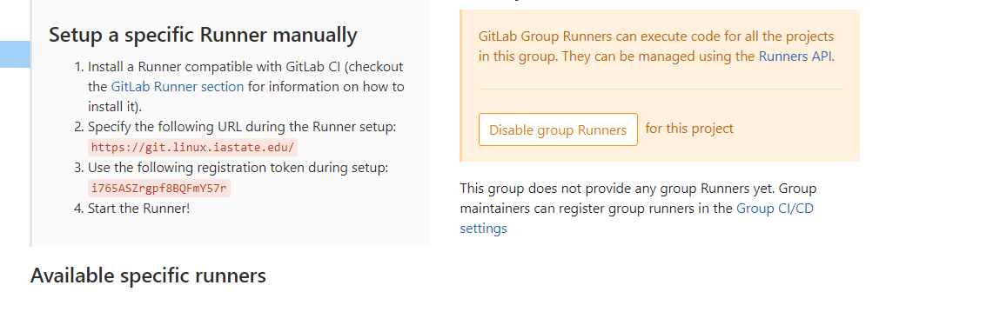 Setup a specific Runner manually
1. Install a Runner compatible with GitLab CI (checkout
the GitLab Runner section for information on how to
install it).
2. Specify the following URL during the Runner setup:
https://git.linux.iastate.edu/
3. Use the following registration token during setup:
i765ASZrgpf8BQFmY57r
4. Start the Runner!
GitLab Group Runners can execute code for all the projects
in this group. They can be managed using the Runners API.
Disable group Runners for this project
This group does not provide any group Runners yet. Group
maintainers can register group runners in the Group CI/CD
settings
Available specific runners